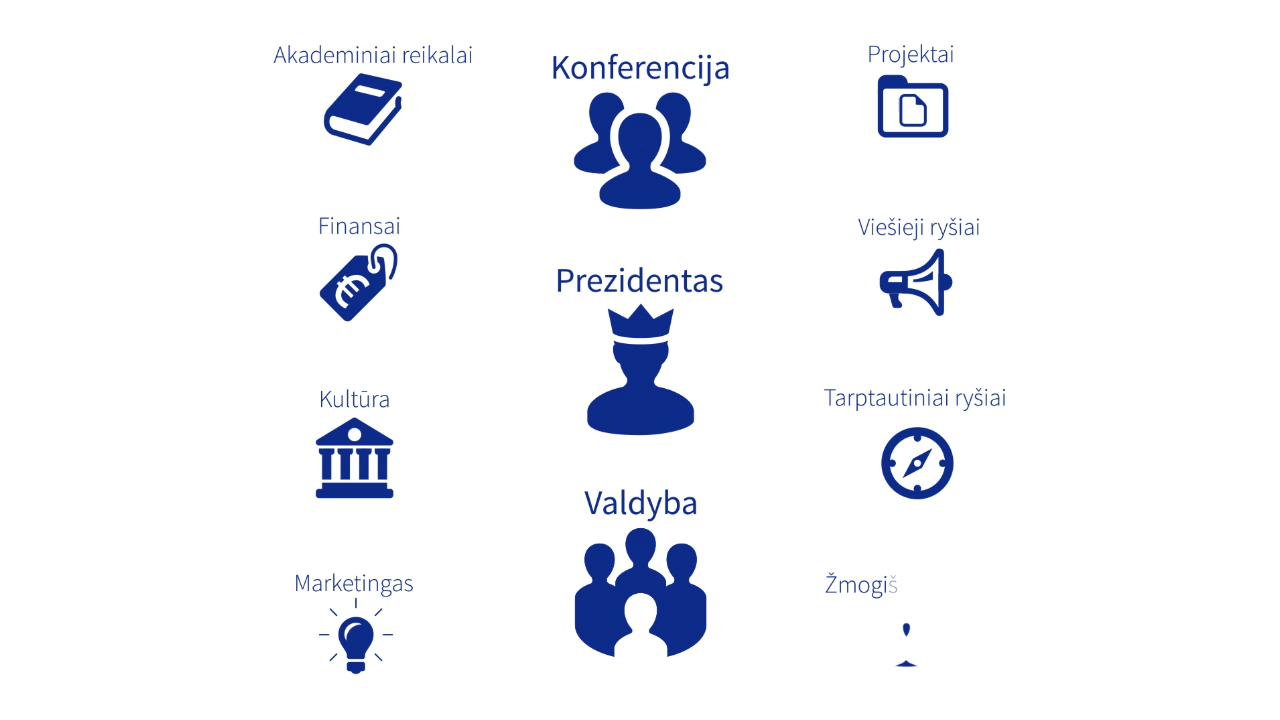 Akademiniai reikalai
Finansai
Kultūra
Marketingas
Konferencija
Prezidentas
Valdyba
Projektai
Viešieji ryšiai
Tarptautiniai ryšiai
Žmogiš